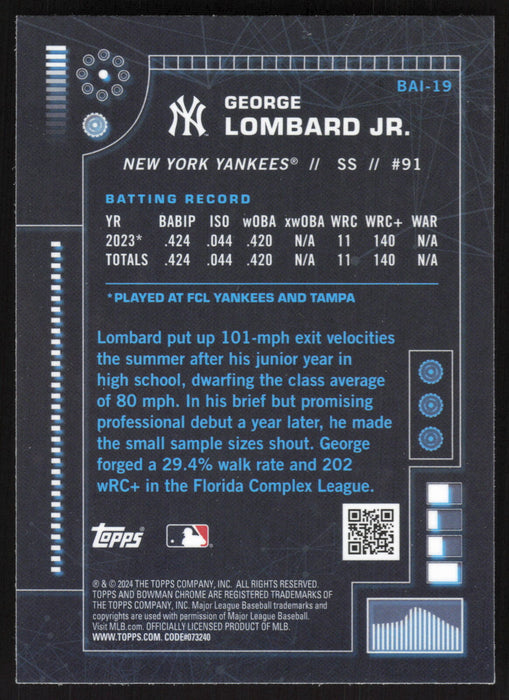 BAI-19
NY
GEORGE
LOMBARD JR.
NEW YORK YANKEES® // SS // #91
BATTING RECORD
YR BABIP ISO wOBA xwOBA WRC WRC+ WAR
2023* .424 .044 .420 N/A 11 140 N/A
TOTALS .424 .044 .420 N/A 11 140 N/A
*PLAYED AT FCL YANKEES AND TAMPA
Lombard put up 101-mph exit velocities
the summer after his junior year in
high school, dwarfing the class average
of 80 mph. In his brief but promising
professional debut a year later, he made
the small sample sizes shout. George
forged a 29.4% walk rate and 202
wRC+ in the Florida Complex League.
Topps
® & © 2024 THE TOPPS COMPANY, INC. ALL RIGHTS RESERVED.
TOPPS AND BOWMAN CHROME ARE REGISTERED TRADEMARKS OF
THE TOPPS COMPANY, INC. Major League Baseball trademarks and
copyrights are used with permission of Major League Baseball.
Visit MLB.com. OFFICIALLY LICENSED PRODUCT OF MLB.
WWW.TOPPS.COM. CODE#073240